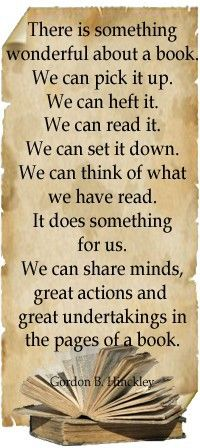 There is something
wonderful about a book.
We can pick it up.
We can heft it.
We can read it.
We can set it down.
We can think of what
we have read.
It does something
for us.
We can share minds,
great actions and
great undertakings in
the pages of a book.
Gordon B. Hinckley